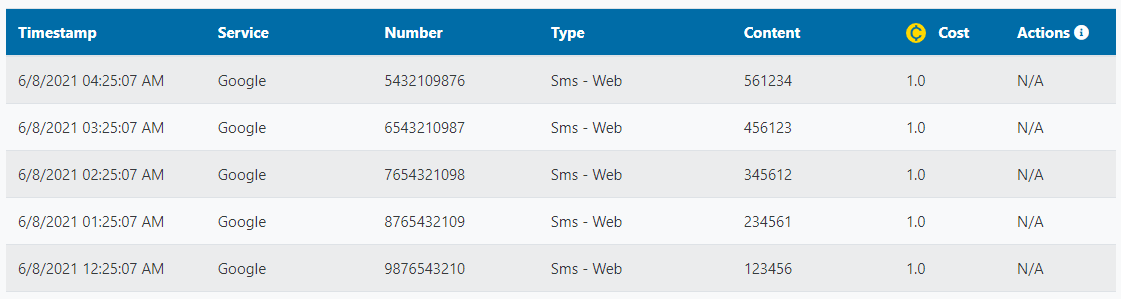 Timestamp Service Number Type Content Cost Actions
6/8/2021 04:25:07 AM Google 5432109876 Sms - Web 561234 1.0 N/A
6/8/2021 03:25:07 AM Google 6543210987 Sms - Web 456123 1.0 N/A
6/8/2021 02:25:07 AM Google 7654321098 Sms - Web 345612 1.0 N/A
6/8/2021 01:25:07 AM Google 8765432109 Sms - Web 234561 1.0 N/A
6/8/2021 12:25:07 AM Google 9876543210 Sms - Web 123456 1.0 N/A